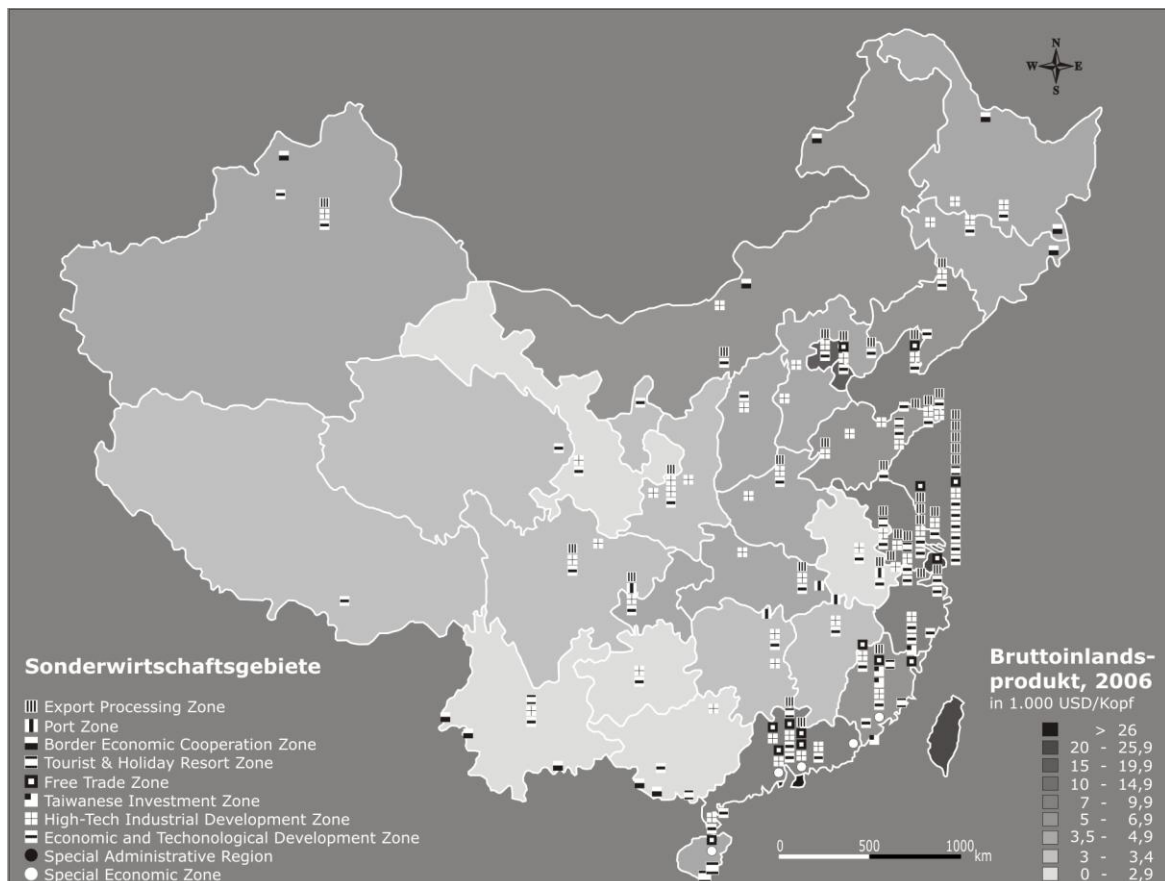 N
W E
S
Sonderwirtschaftsgebiete
Export Processing Zone
Port Zone
Border Economic Cooperation Zone
Tourist & Holiday Resort Zone
Free Trade Zone
Taiwanese Investment Zone
High-Tech Industrial Development Zone
Economic and Techonological Development Zone
Special Administrative Region
Special Economic Zone
0 1000
km
Bruttoinlands-
produkt, 2006
in 1.000 USD/Kopf
> 26
20 - 25,9
15 - 19,9
10 - 14,9
7 - 9,9
5 - 6,9
3,5 - 4,9
3 - 3,4
0 - 2,9